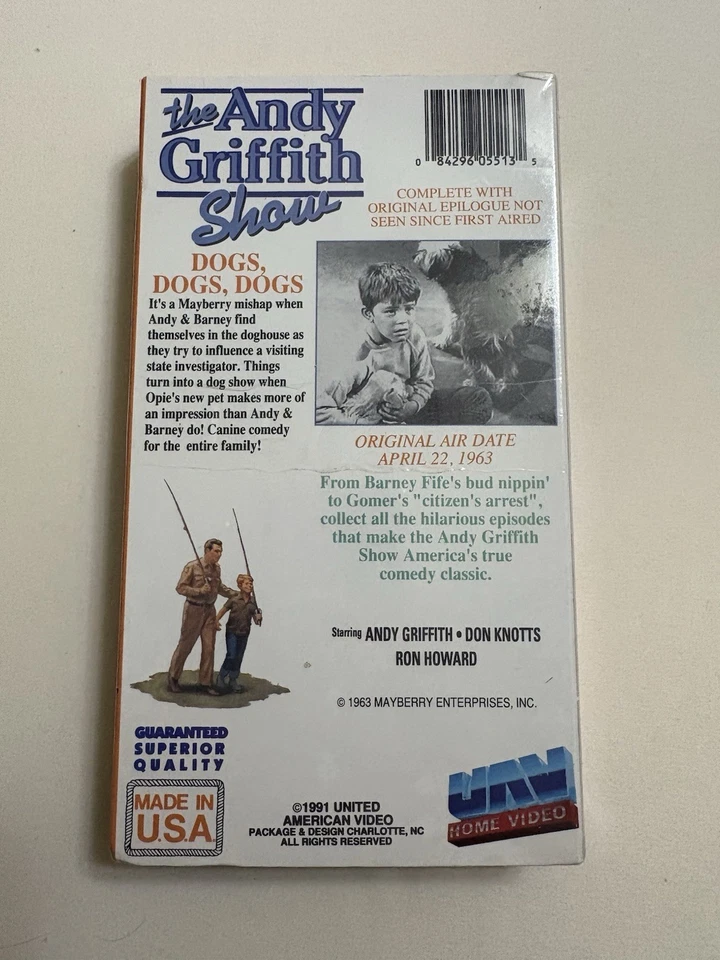 the Andy
Griffith
Show
0 84296 05513 5
COMPLETE WITH
ORIGINAL EPILOGUE NOT
SEEN SINCE FIRST AIRED
DOGS,
DOGS, DOGS
It's a Mayberry mishap when
Andy & Barney find
themselves in the doghouse as
they try to influence a visiting
state investigator. Things
turn into a dog show when
Opie's new pet makes more of
an impression than Andy &
Barney do! Canine comedy
for the entire family!
ORIGINAL AIR DATE
APRIL 22, 1963
From Barney Fife's bud nippin'
to Gomer's "citizen's arrest",
collect all the hilarious episodes
that make the Andy Griffith
Show America's true
comedy classic.
Starring ANDY GRIFFITH • DON KNOTTS
RON HOWARD
© 1963 MAYBERRY ENTERPRISES, INC.
GUARANTEED
SUPERIOR
QUALITY
MADE IN
U.S.A.
©1991 UNITED
AMERICAN VIDEO
PACKAGE & DESIGN CHARLOTTE, NC
ALL RIGHTS RESERVED
UAV
HOME VIDEO